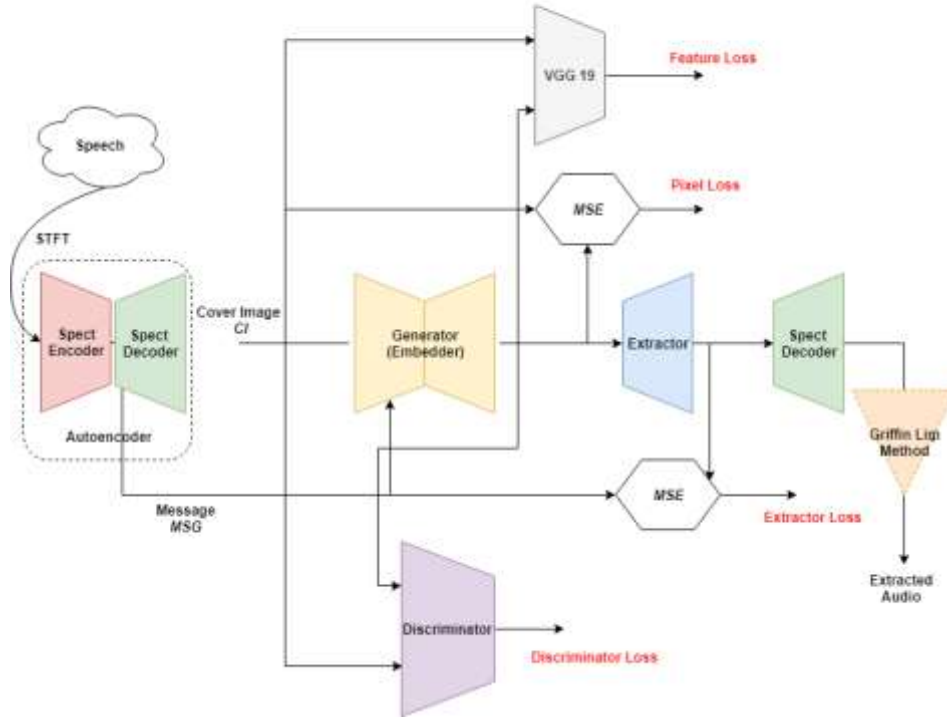 VGG 19
Feature Loss
Speech
MSE
Pixel Loss
STFT
Cover Image
CI
Spect
Encoder
Spect
Decoder
Generator
(Embedder)
Extractor
Spect
Decoder
Autoencoder
Griffin Lim
Method
Message
MSG
MSE
Extractor Loss
Extracted
Audio
Discriminator
Discriminator Loss